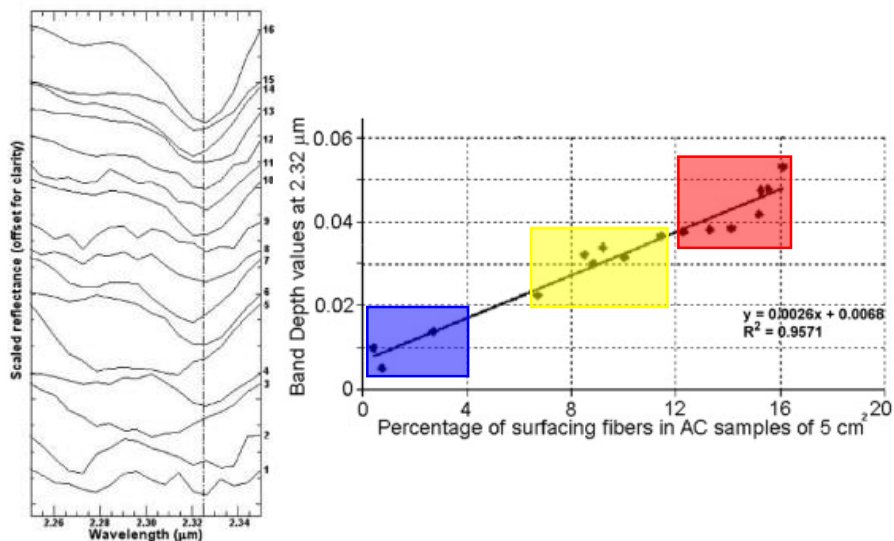 Scaled reflectance (offset for clarity)
16
15
14
13
12
11
10
9
8
7
6
5
4
3
2
1
2.26 2.28 2.30 2.32 2.34
Wavelength (μm)
Band Depth values at 2.32 μm
0.06
0.04
0.02
0
y = 0.0026x + 0.0068
R² = 0.9571
0 4 8 12 16 20
Percentage of surfacing fibers in AC samples of 5 cm²